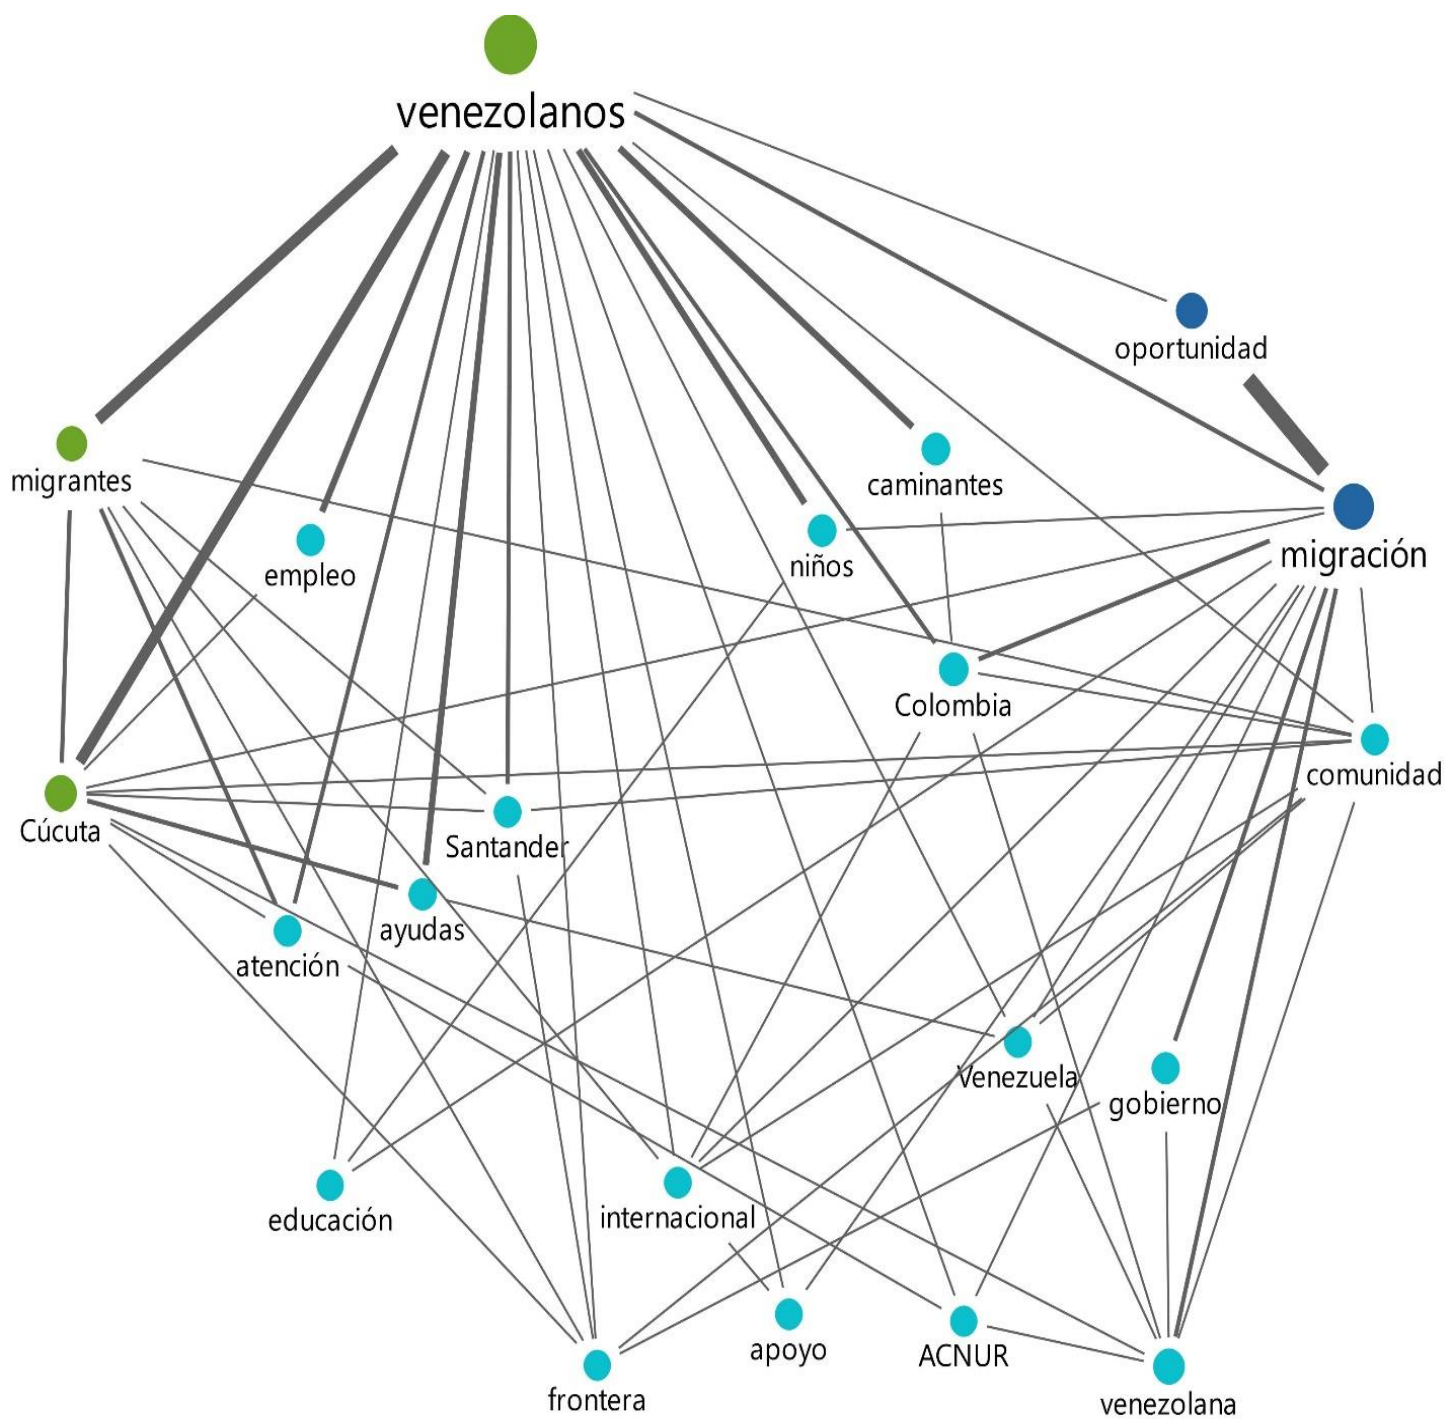 venezolanos
oportunidad
migrantes
caminantes
migración
empleo
niños
Colombia
comunidad
Cúcuta
Santander
ayudas
atención
Venezuela
gobierno
educación
internacional
apoyo
ACNUR
frontera
venezolana